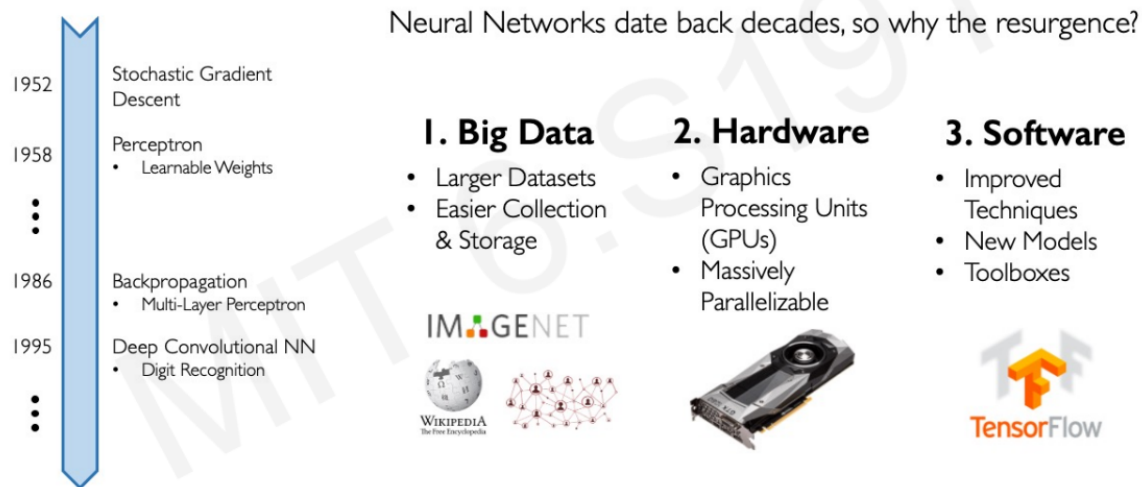 Neural Networks date back decades, so why the resurgence?
1952
Stochastic Gradient
Descent
1958
Perceptron
• Learnable Weights
1986
Backpropagation
• Multi-Layer Perceptron
1995
Deep Convolutional NN
• Digit Recognition
1. Big Data
• Larger Datasets
• Easier Collection
& Storage
IMAGENET
WIKIPEDIA
The Free Encyclopedia
2. Hardware
• Graphics
Processing Units
(GPUs)
• Massively
Parallelizable
3. Software
• Improved
Techniques
• New Models
• Toolboxes
TensorFlow
MIT 6.S191